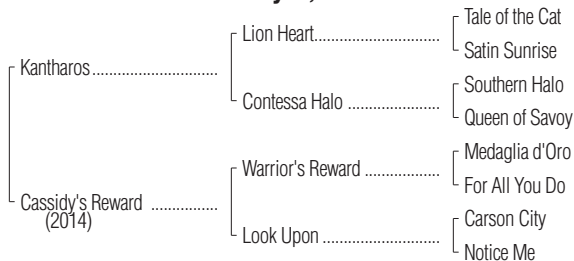 Tale of the Cat
Lion Heart
Satin Sunrise
Kantharos
Southern Halo
Contessa Halo
Queen of Savoy
Medaglia d'Oro
Warrior's Reward
For All You Do
Cassidy's Reward
(2014)
Carson City
Look Upon
Notice Me